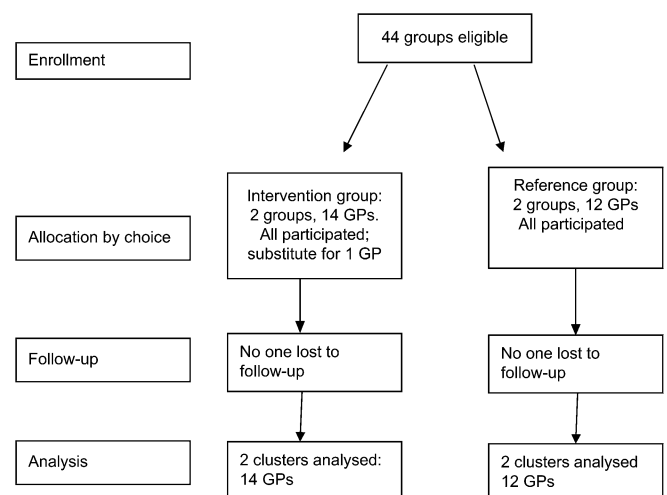 44 groups eligible
Enrollment
Intervention group:
2 groups, 14 GPs.
All participated;
substitute for 1 GP
Reference group:
2 groups, 12 GPs
All participated
Allocation by choice
No one lost to
follow-up
No one lost to
follow-up
Follow-up
2 clusters analysed:
14 GPs
2 clusters analysed
12 GPs
Analysis